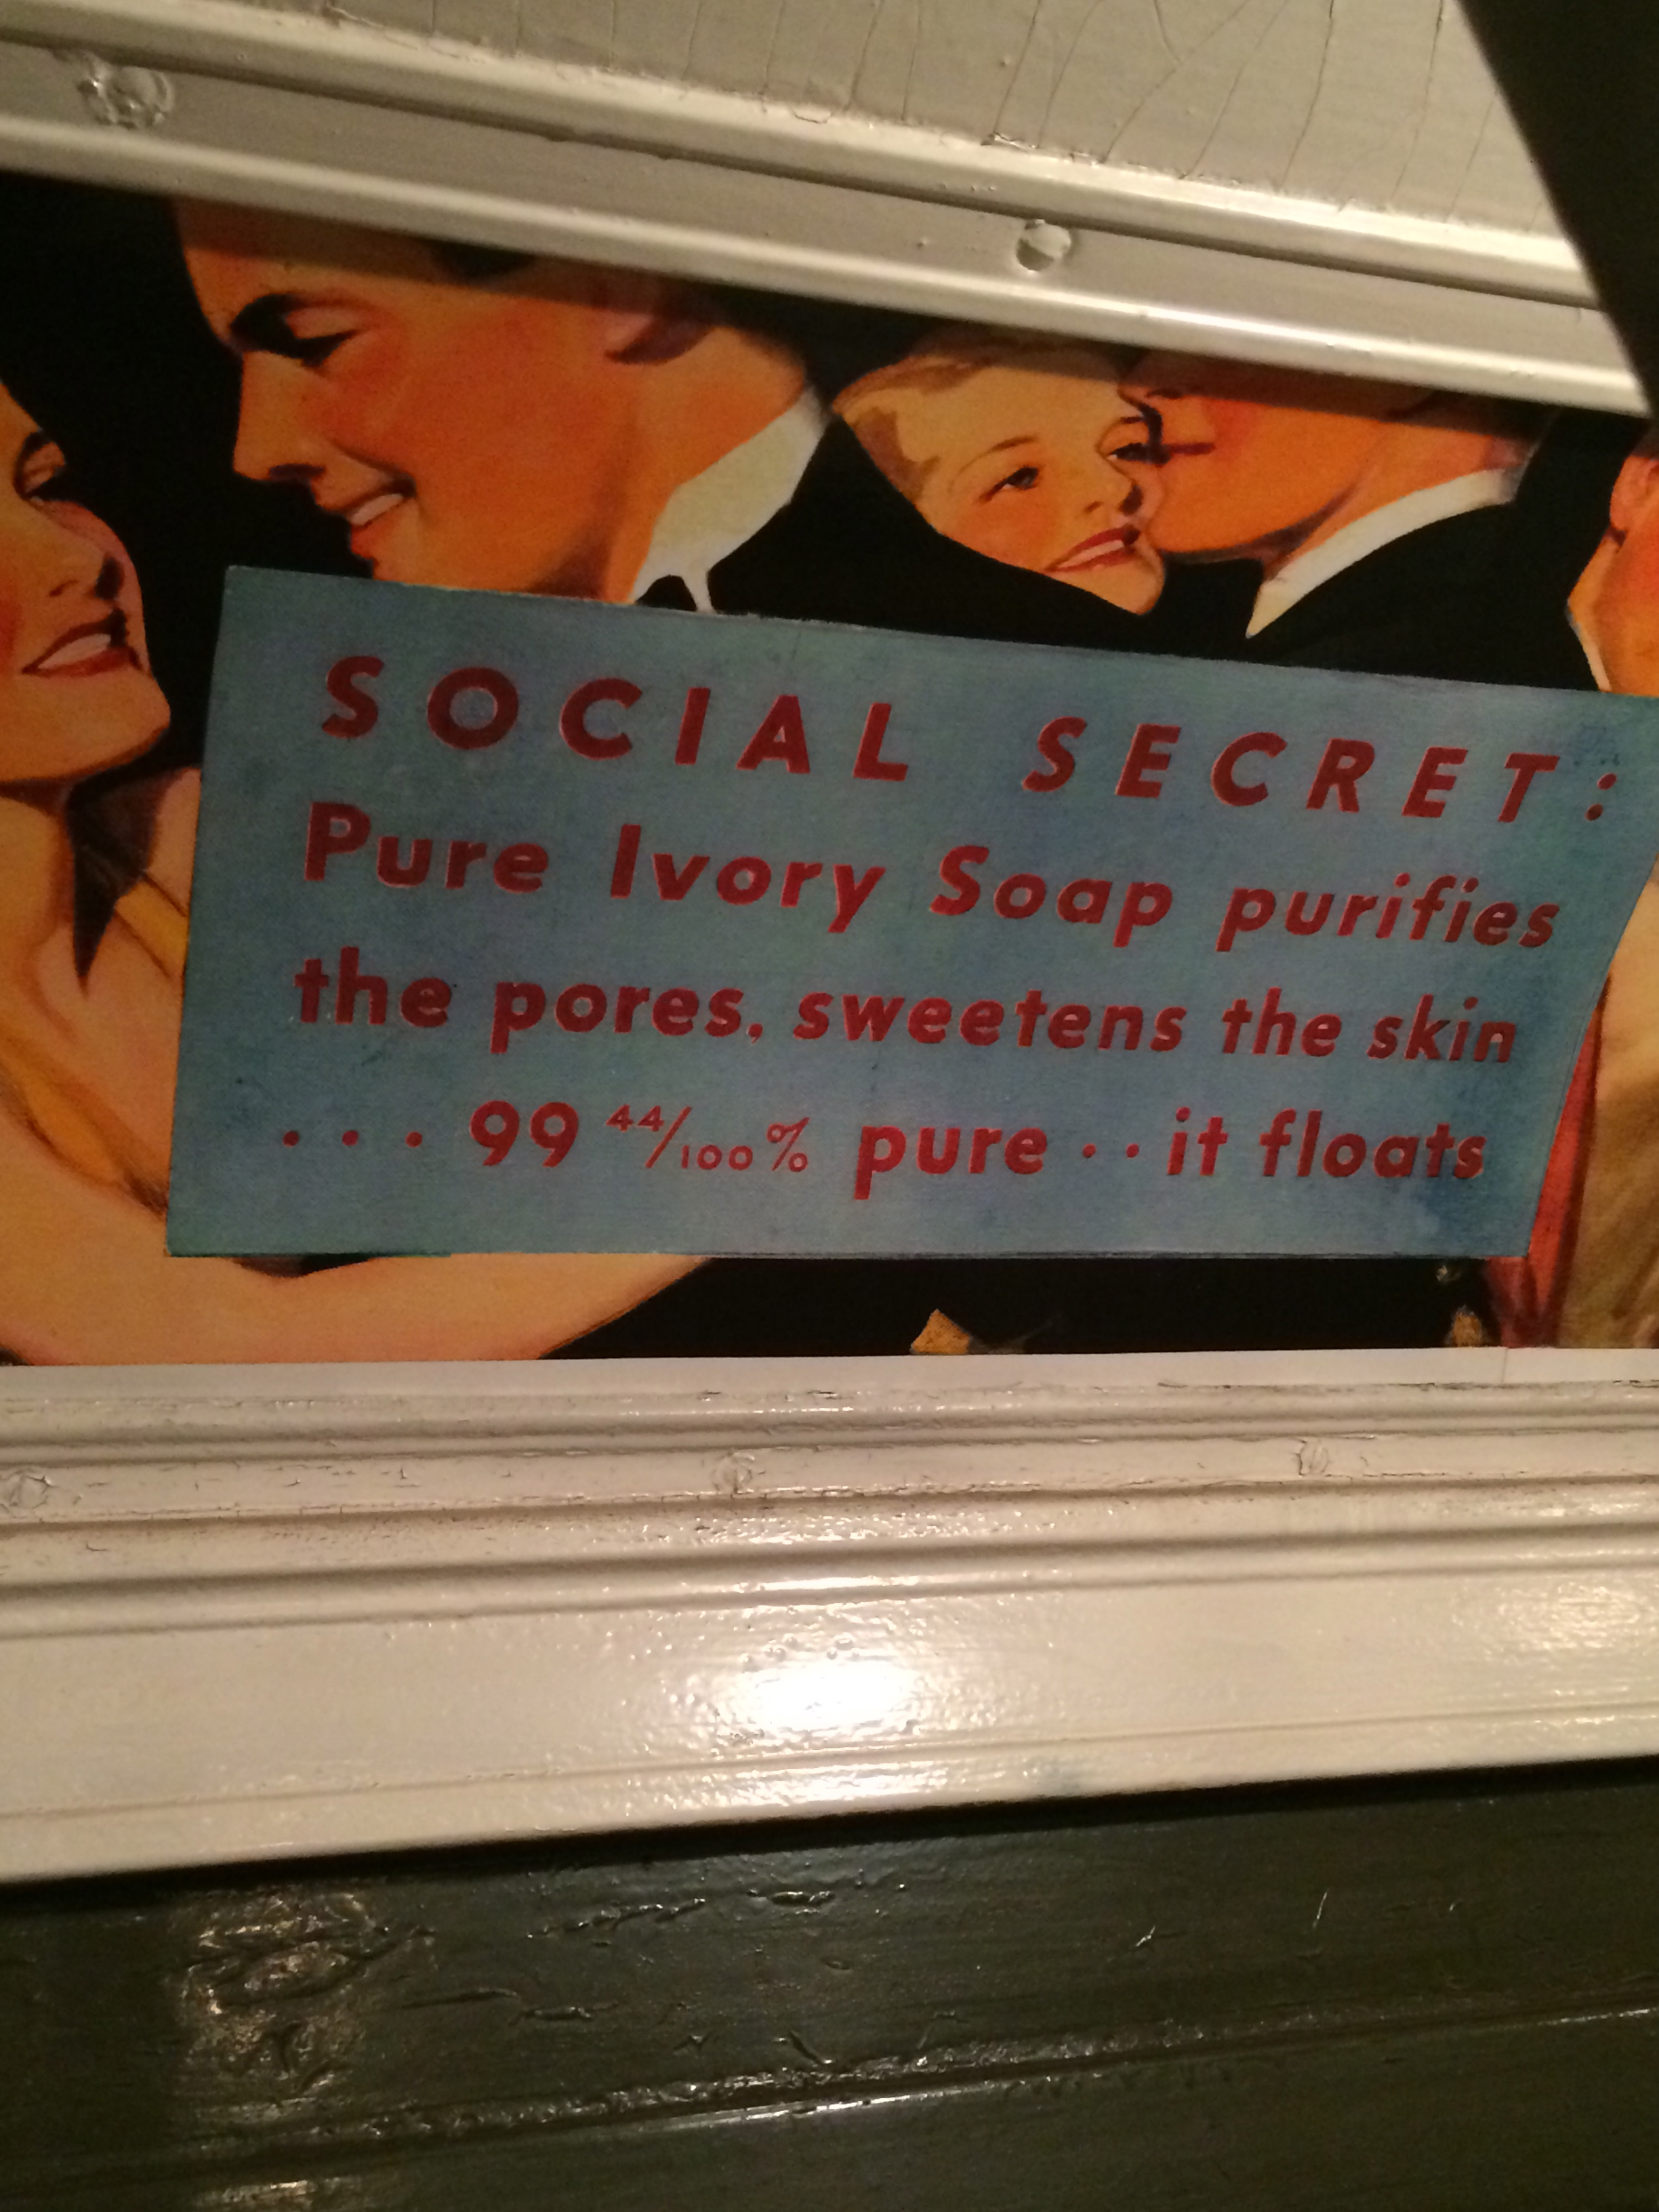 SOCIAL SECRET:
Pure Ivory Soap purifies
the pores, sweetens the skin
... 99 44/100% pure .. it floats